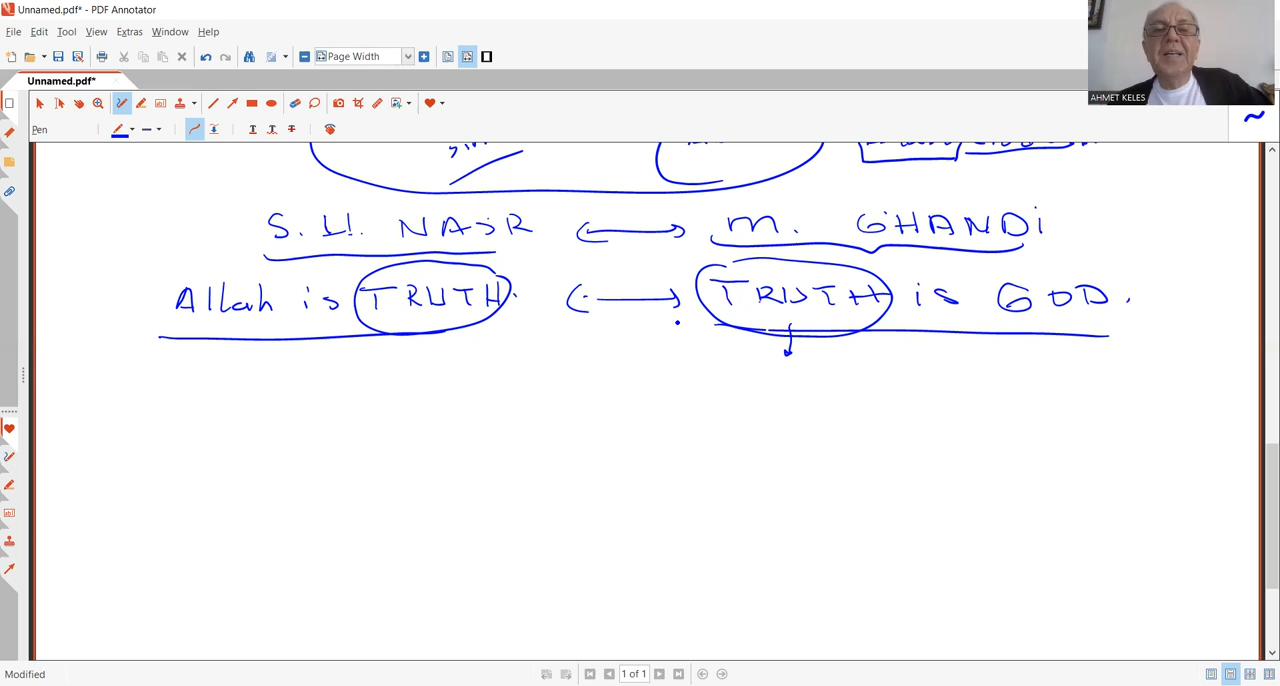 Unnamed.pdf* - PDF Annotator
File Edit Tool View Extras Window Help
Page Width
Unnamed.pdf*
AHMET KELES
Pen
S. H. NASR ⟷ M. GHANDi
Allah is TRUTH. ⟷ TRUTH is GOD.
Modified
1 of 1